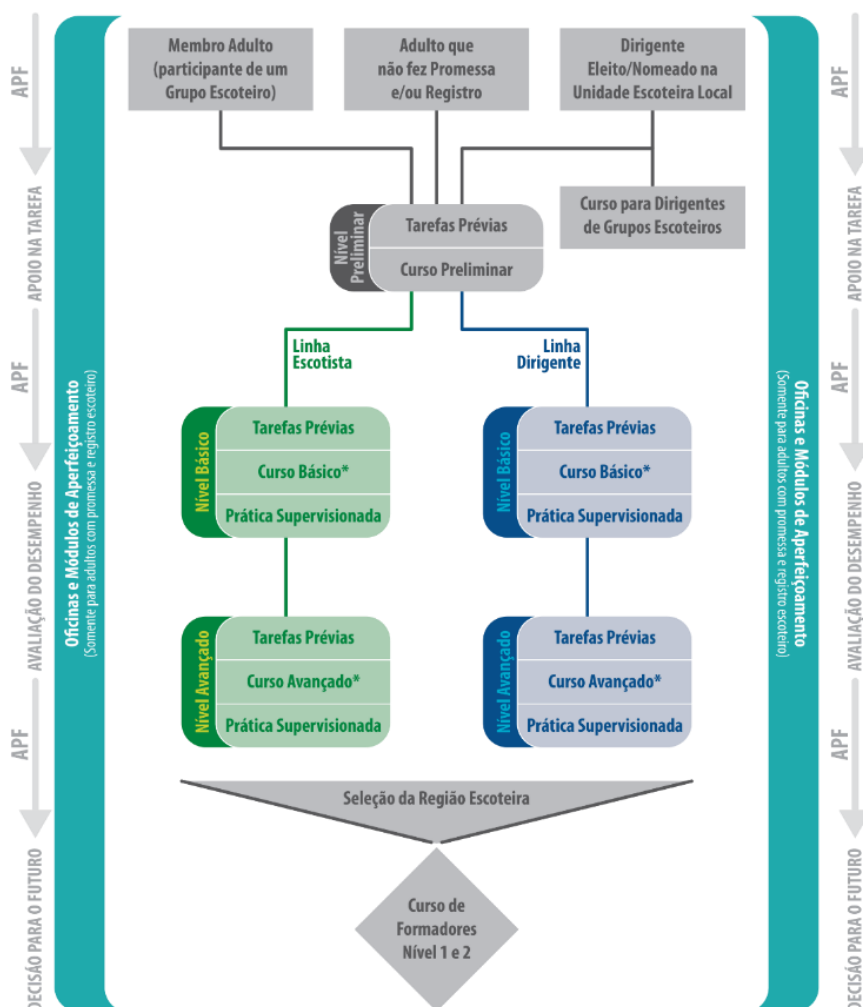 Membro Adulto
(participante de um
Grupo Escoteiro)
Adulto que
não fez Promessa
e/ou Registro
Dirigente
Eleito/Nomeado na
Unidade Escoteira Local
Curso para Dirigentes
de Grupos Escoteiros
Nível
Preliminar
Tarefas Prévias
Curso Preliminar
Linha
Escotista
Linha
Dirigente
Nível Básico
Tarefas Prévias
Curso Básico*
Prática Supervisionada
Nível Básico
Tarefas Prévias
Curso Básico*
Prática Supervisionada
Nível Avançado
Tarefas Prévias
Curso Avançado*
Prática Supervisionada
Nível Avançado
Tarefas Prévias
Curso Avançado*
Prática Supervisionada
Seleção da Região Escoteira
Curso de
Formadores
Nível 1 e 2
APF
APOIO NA TAREFA
APF
AVALIAÇÃO DO DESEMPENHO
APF
DECISÃO PARA O FUTURO
Oficinas e Módulos de Aperfeiçoamento
(Somente para adultos com promessa e registro escoteiro)
Oficinas e Módulos de Aperfeiçoamento
(Somente para adultos com promessa e registro escoteiro)
APF
APOIO NA TAREFA
APF
AVALIAÇÃO DO DESEMPENHO
APF
DECISÃO PARA O FUTURO